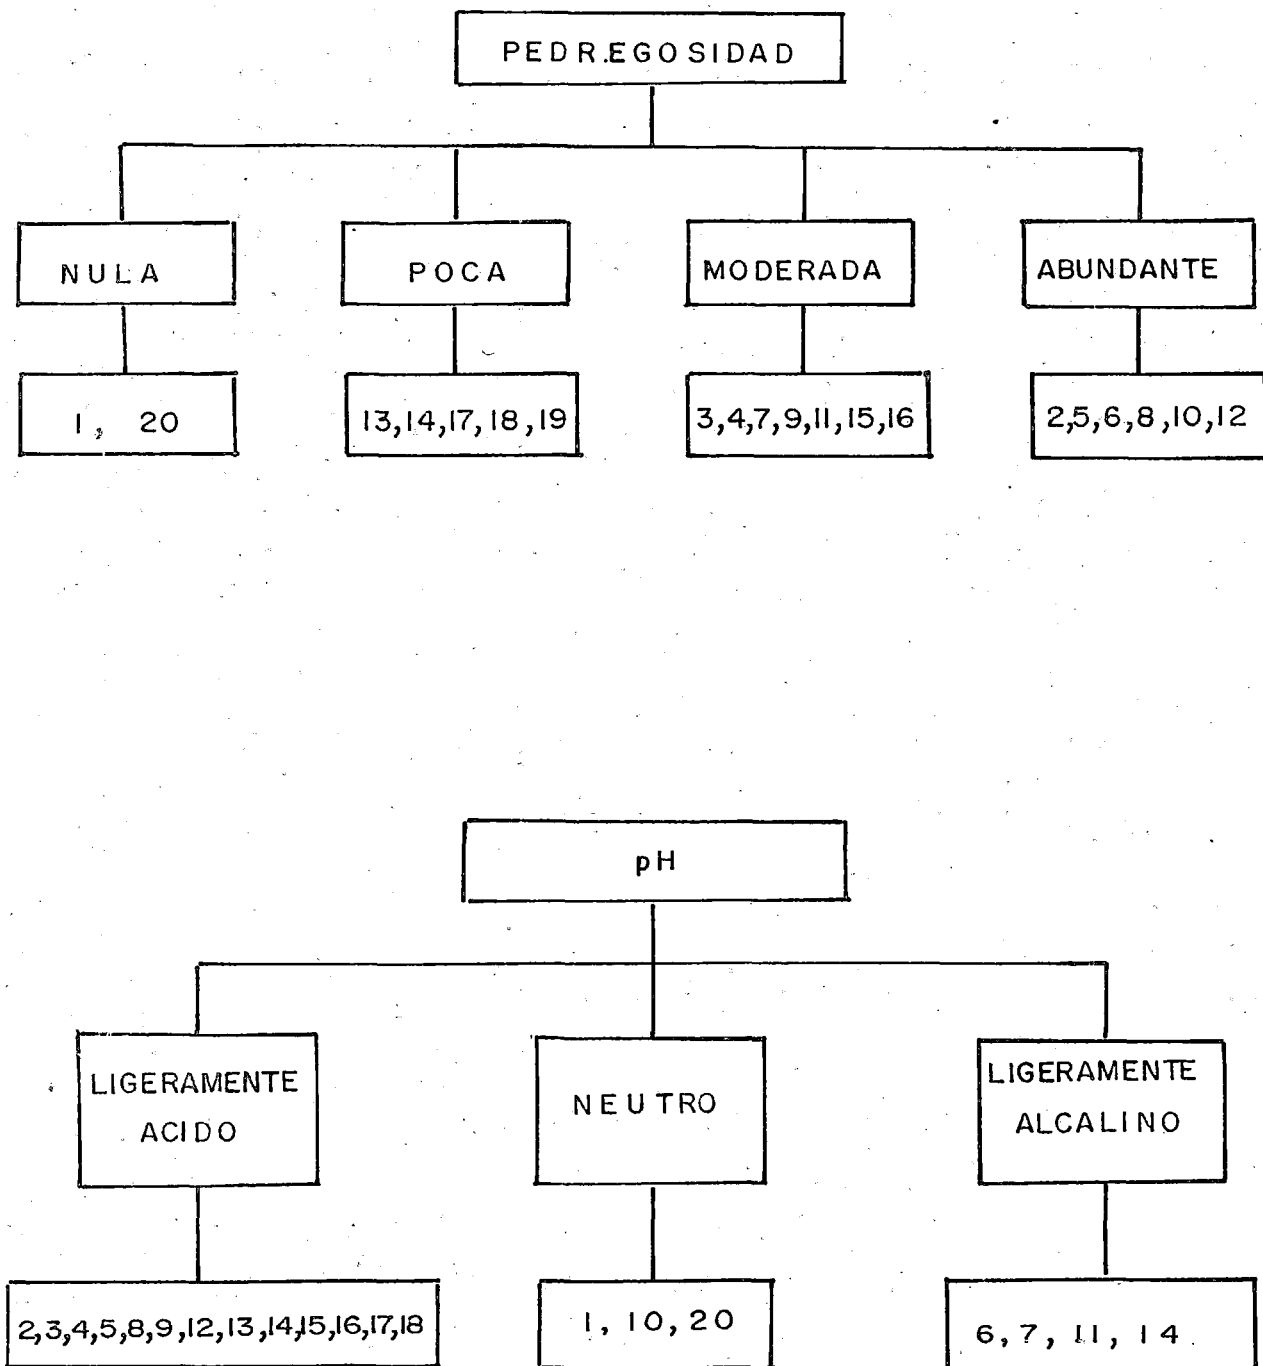 PEDR.EGOSIDAD
NULA
POCA
MODERADA
ABUNDANTE
1, 20
13,14,17,18,19
3,4,7,9,11,15,16
2,5,6,8,10,12
pH
LIGERAMENTE
ACIDO
NEUTRO
LIGERAMENTE
ALCALINO
2,3,4,5,8,9,12,13,14,15,16,17,18
1, 10, 20
6, 7, 11, 14